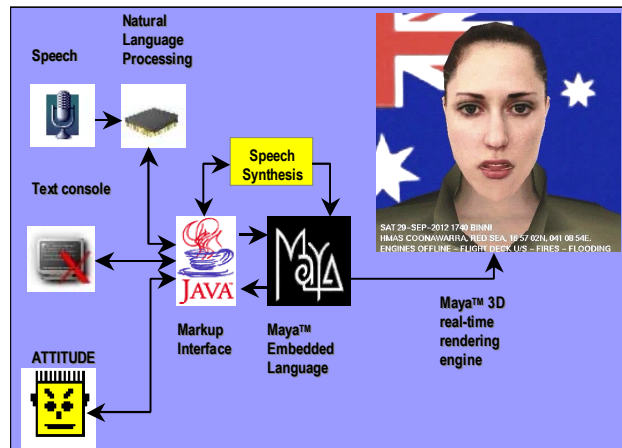 Natural
Language
Processing
Speech
Speech
Synthesis
Text console
JAVA™
MAYA
SAT 29-SEP-2012 1740 BINNI
HMAS COONAWARRA, RED SEA, 16 57 02N, 041 08 54E.
ENGINES OFFLINE – FLIGHT DECK U/S – FIRES – FLOODING
Markup
Interface
Maya™
Embedded
Language
Maya™ 3D
real-time
rendering
engine
ATTITUDE